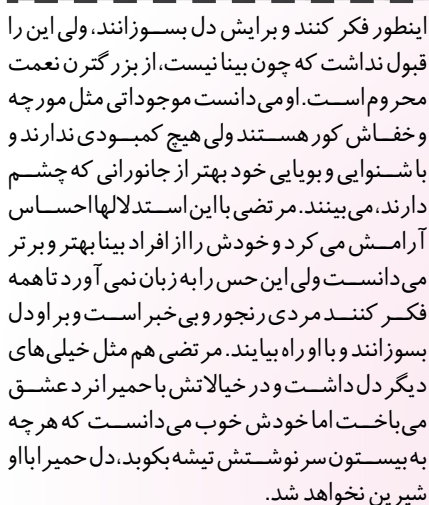 اینطور فکر کنند و برایش دل بسوزانند، ولی این را
قبول نداشت که چون بینا نیست، از بزرگترن نعمت
محروم است. او می‌دانست موجوداتی مثل مورچه
و خفاش کور هستند ولی هیچ کمبودی ندارند و
با شنوایی و بویایی خود بهتر از جانورانی که چشم
دارند، می‌بینند. مرتضی با این استدلالها احساس
آرامش می‌کرد و خودش را از افراد بینا بهتر و برتر
می‌دانست ولی این حس را به زبان نمی‌آورد تا همه
فکر کنند مردی رنجور و بی‌خبر است و بر او دل
بسوزانند و با او راه بیایند. مرتضی هم مثل خیلی‌های
دیگر دل داشت و در خیالاتش با حمیرا نرد عشق
می‌باخت اما خودش خوب می‌دانست که هر چه
به بیستون سرنوشتش تیشه بکوبد، دل حمیرا با او
شیرین نخواهد شد.